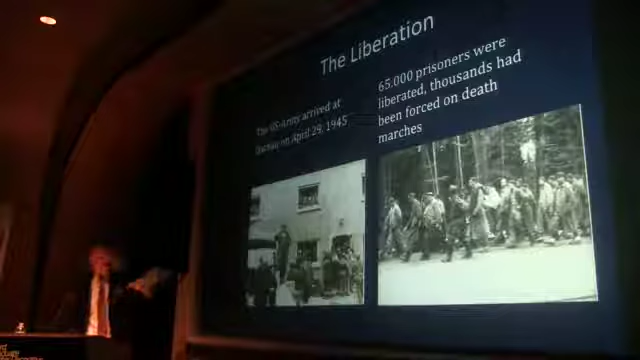 The Liberation
The US-Army arrived at
Dachau on April 29, 1945
65,000 prisoners were
liberated, thousands had
been forced on death
marches